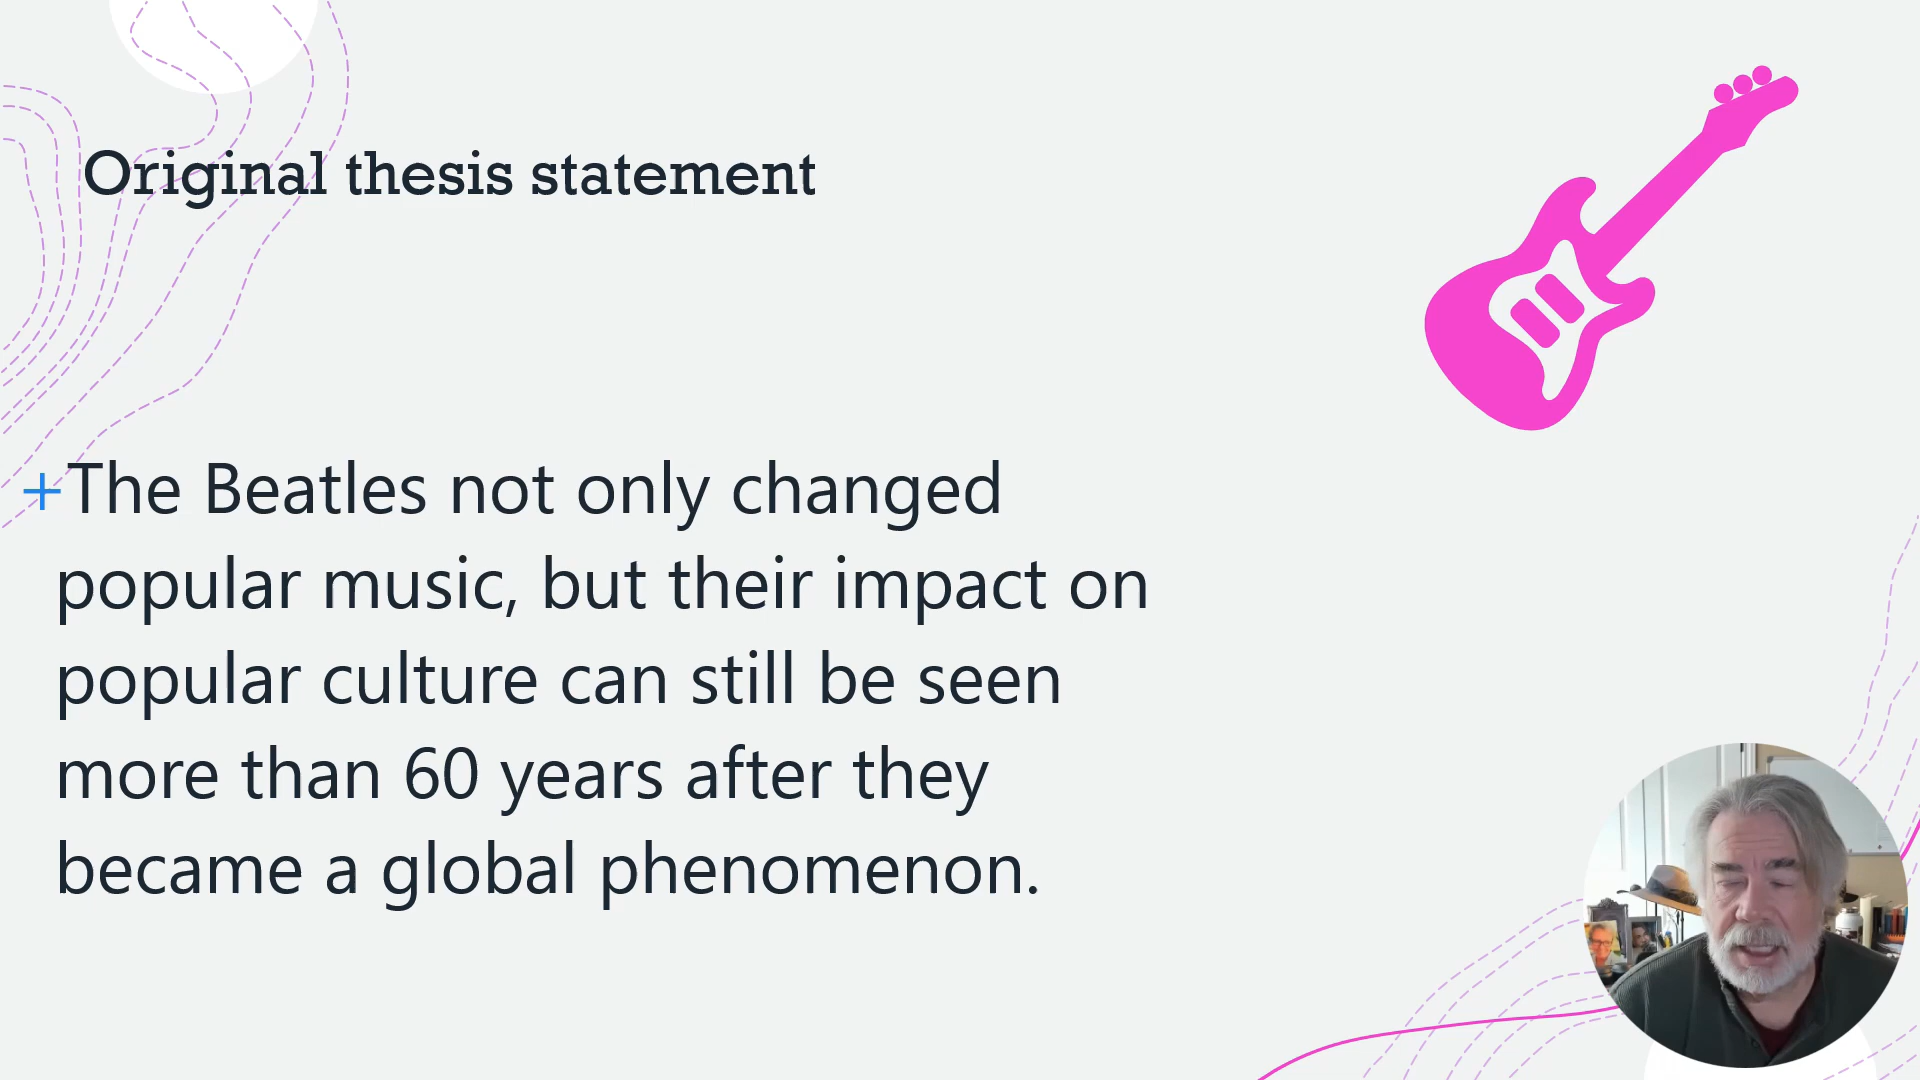 Original thesis statement
+The Beatles not only changed
popular music, but their impact on
popular culture can still be seen
more than 60 years after they
became a global phenomenon.